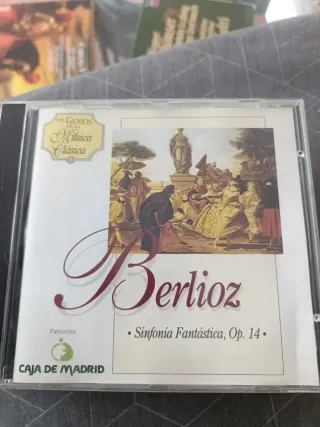 LOS GENIOS
DE LA
Música
Clásica
Berlioz
• Sinfonía Fantástica, Op. 14 •
Patrocina:
CAJA DE MADRID